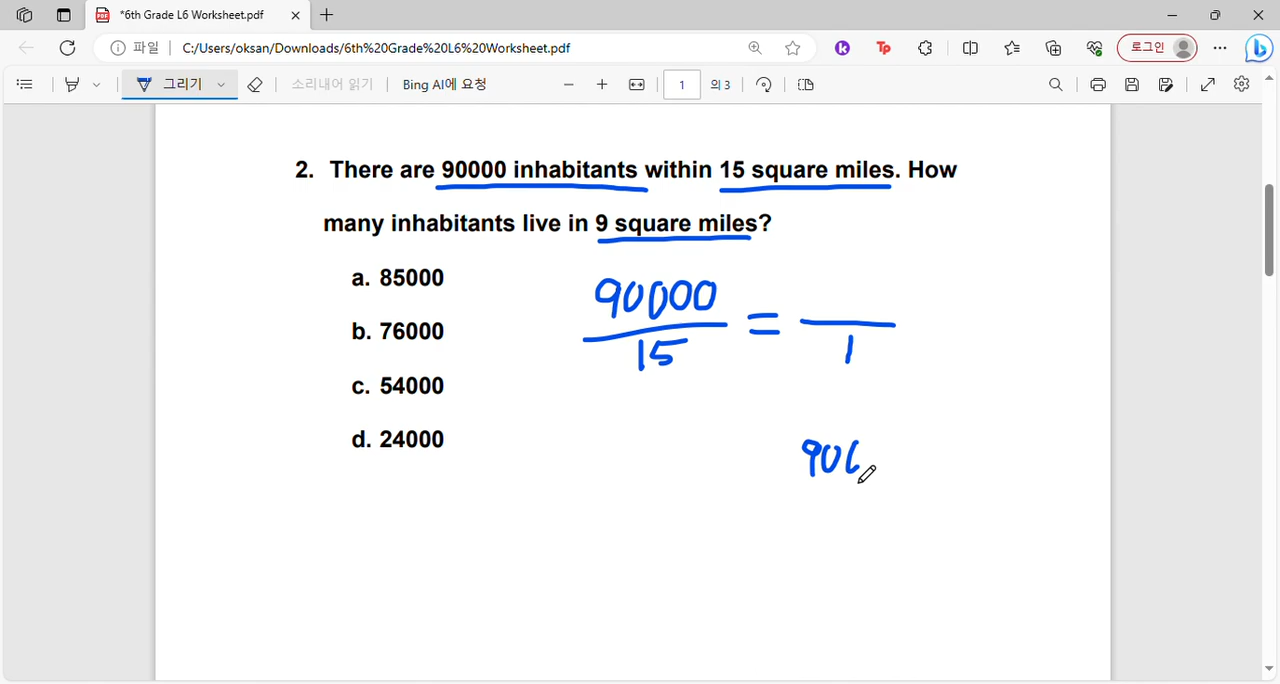 *6th Grade L6 Worksheet.pdf
파일 C:/Users/oksan/Downloads/6th%20Grade%20L6%20Worksheet.pdf Tp 로그인
그리기 소리내어 읽기 Bing AI에 요청 1 의 3
2. There are 90000 inhabitants within 15 square miles. How
many inhabitants live in 9 square miles?
a. 85000
b. 76000
c. 54000
d. 24000
90000
15
=
1
90